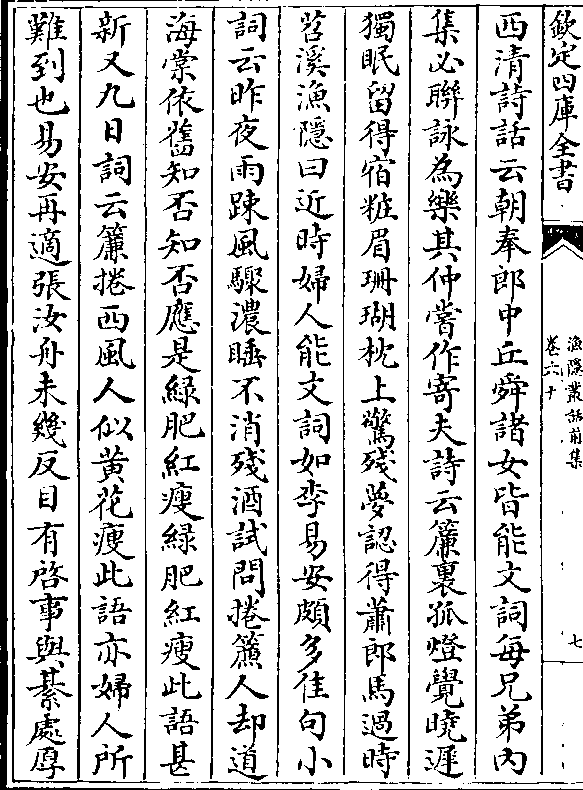 欽定四庫全書
漁隱叢話前集
卷六十
七
西清詩話云朝奉郎中丘舜諸女皆能文詞每兄弟內
集必聯詠為樂其仲嘗作寄夫詩云簾裏孤燈覺曉遲
獨眠留得宿粧眉珊瑚枕上驚殘夢認得蕭郎馬過時
苕溪漁隱曰近時婦人能文詞如李易安頗多佳句小
詞云昨夜雨踈風驟濃睡不消殘酒試問捲簾人却道
海棠依舊知否知否應是緑肥紅瘦緑肥紅瘦此語甚
新又九日詞云簾捲西風人似黄花瘦此語亦婦人所
難到也易安再適張汝舟未幾反目有啓事與綦處厚